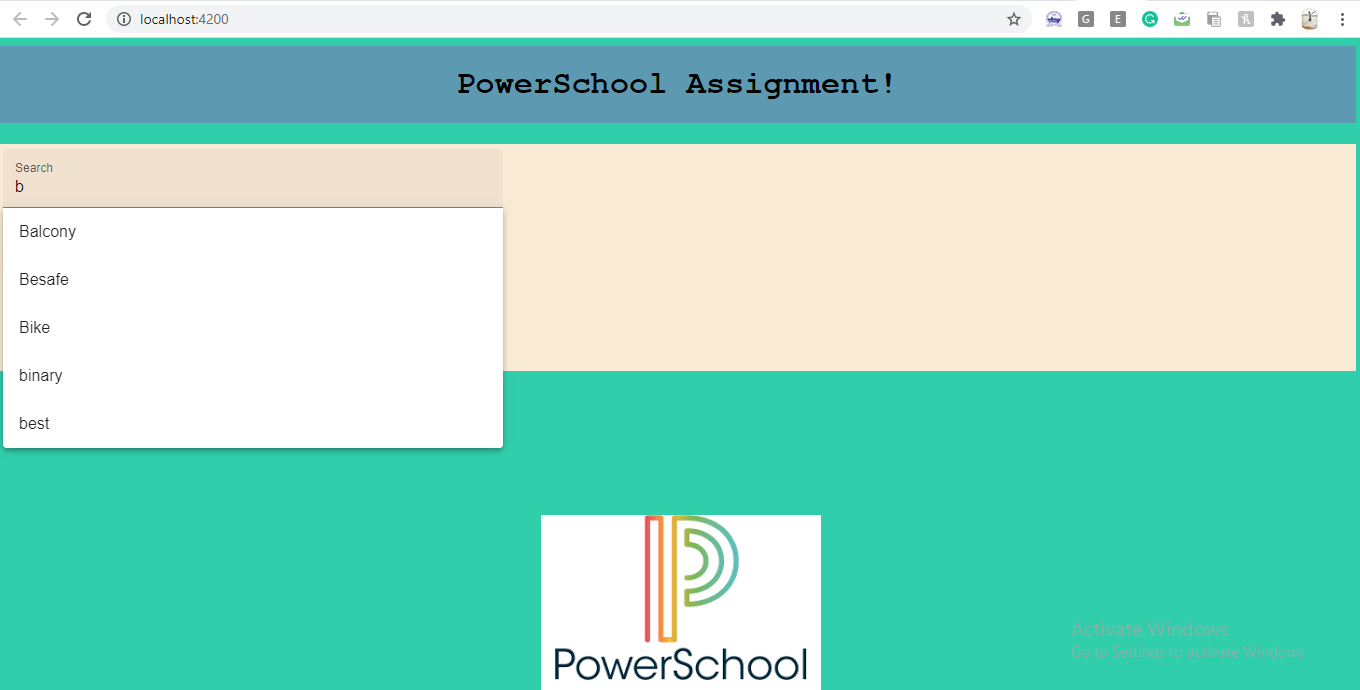 localhost:4200
G
E
PowerSchool Assignment!
Search
b
Balcony
Besafe
Bike
binary
best
PowerSchool
Activate Windows
Go to Settings to activate Windows.